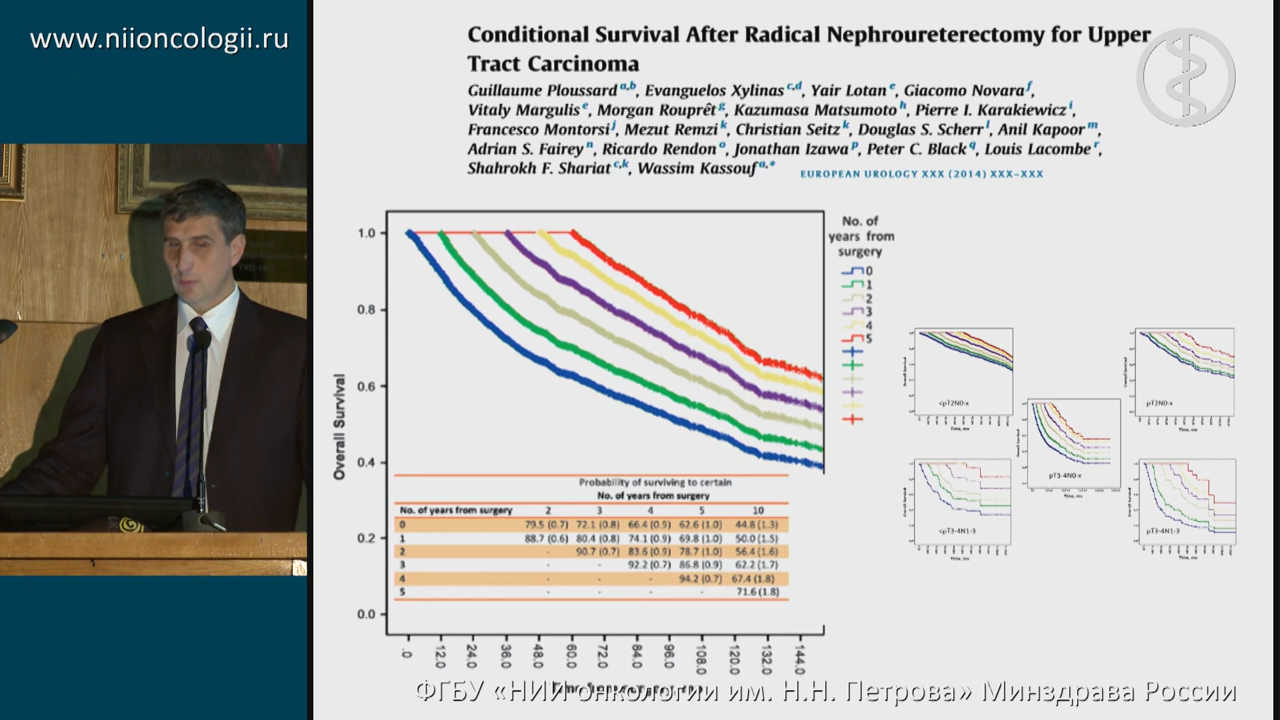 www.niioncologii.ru
Conditional Survival After Radical Nephroureterectomy for Upper
Tract Carcinoma
Guillaume Ploussard a,b, Evanguelos Xylinas c,d, Yair Lotan e, Giacomo Novara f,
Vitaly Margulis e, Morgan Rouprêt g, Kazumasa Matsumoto h, Pierre I. Karakiewicz i,
Francesco Montorsi j, Mezut Remzi k, Christian Seitz k, Douglas S. Scherr l, Anil Kapoor m,
Adrian S. Fairey n, Ricardo Rendon o, Jonathan Izawa p, Peter C. Black q, Louis Lacombe r,
Shahrokh F. Shariat c,k, Wassim Kassouf a,*
EUROPEAN UROLOGY XXX (2014) XXX–XXX
No. of
years from
surgery
0
1
2
3
4
5
Overall Survival
1.0
0.8
0.6
0.4
0.2
0.0
Probability of surviving to certain
No. of years from surgery
No. of years from surgery 2 3 4 5 10
0 79.5 (0.7) 72.1 (0.8) 66.4 (0.9) 62.6 (1.0) 44.8 (1.3)
1 88.7 (0.6) 80.4 (0.8) 74.1 (0.9) 69.8 (1.0) 50.0 (1.5)
2 - 90.7 (0.7) 83.6 (0.9) 78.7 (1.0) 56.4 (1.6)
3 - - 92.2 (0.7) 86.8 (0.9) 62.2 (1.7)
4 - - - 94.2 (0.7) 67.4 (1.8)
5 - - - - 71.6 (1.8)
.0 12.0 24.0 36.0 48.0 60.0 72.0 84.0 96.0 108.0 120.0 132.0 144.0
<pT2N0-x
pT2N0-x
pT3-4N0-x
<pT3-4N1-3
pT3-4N1-3
ФГБУ «НИИ онкологии им. Н.Н. Петрова» Минздрава России